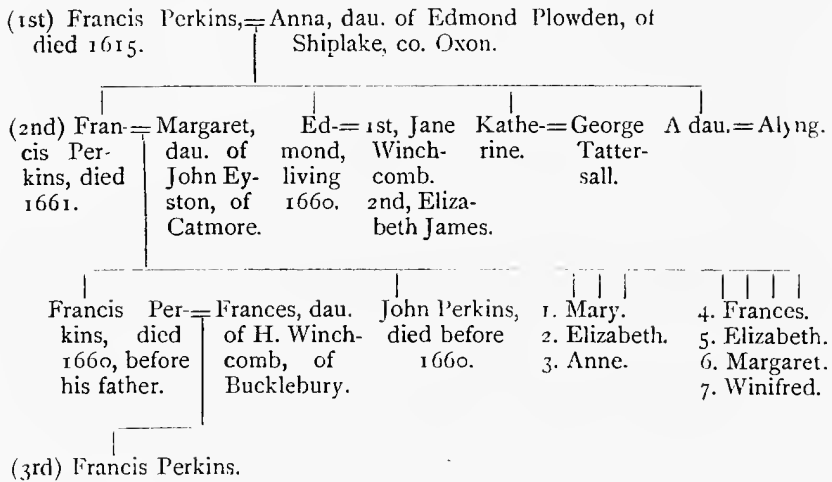 (1st) Francis Perkins,=Anna, dau. of Edmond Plowden, of
died 1615. Shiplake, co. Oxon.
(2nd) Fran-=Margaret, Ed-=1st, Jane Kathe-=George A dau.=Alyng.
cis Per- dau. of mond, Winch- rine. Tatter-
kins, died John Ey- living comb. sall.
1661. ston, of 1660. 2nd, Eliza-
Catmore. beth James.
Francis Per-=Frances, dau. John Perkins, 1. Mary. 4. Frances.
kins, died of H. Winch- died before 2. Elizabeth. 5. Elizabeth.
1660, before comb, of 1660. 3. Anne. 6. Margaret.
his father. Bucklebury. 7. Winifred.
(3rd) Francis Perkins.